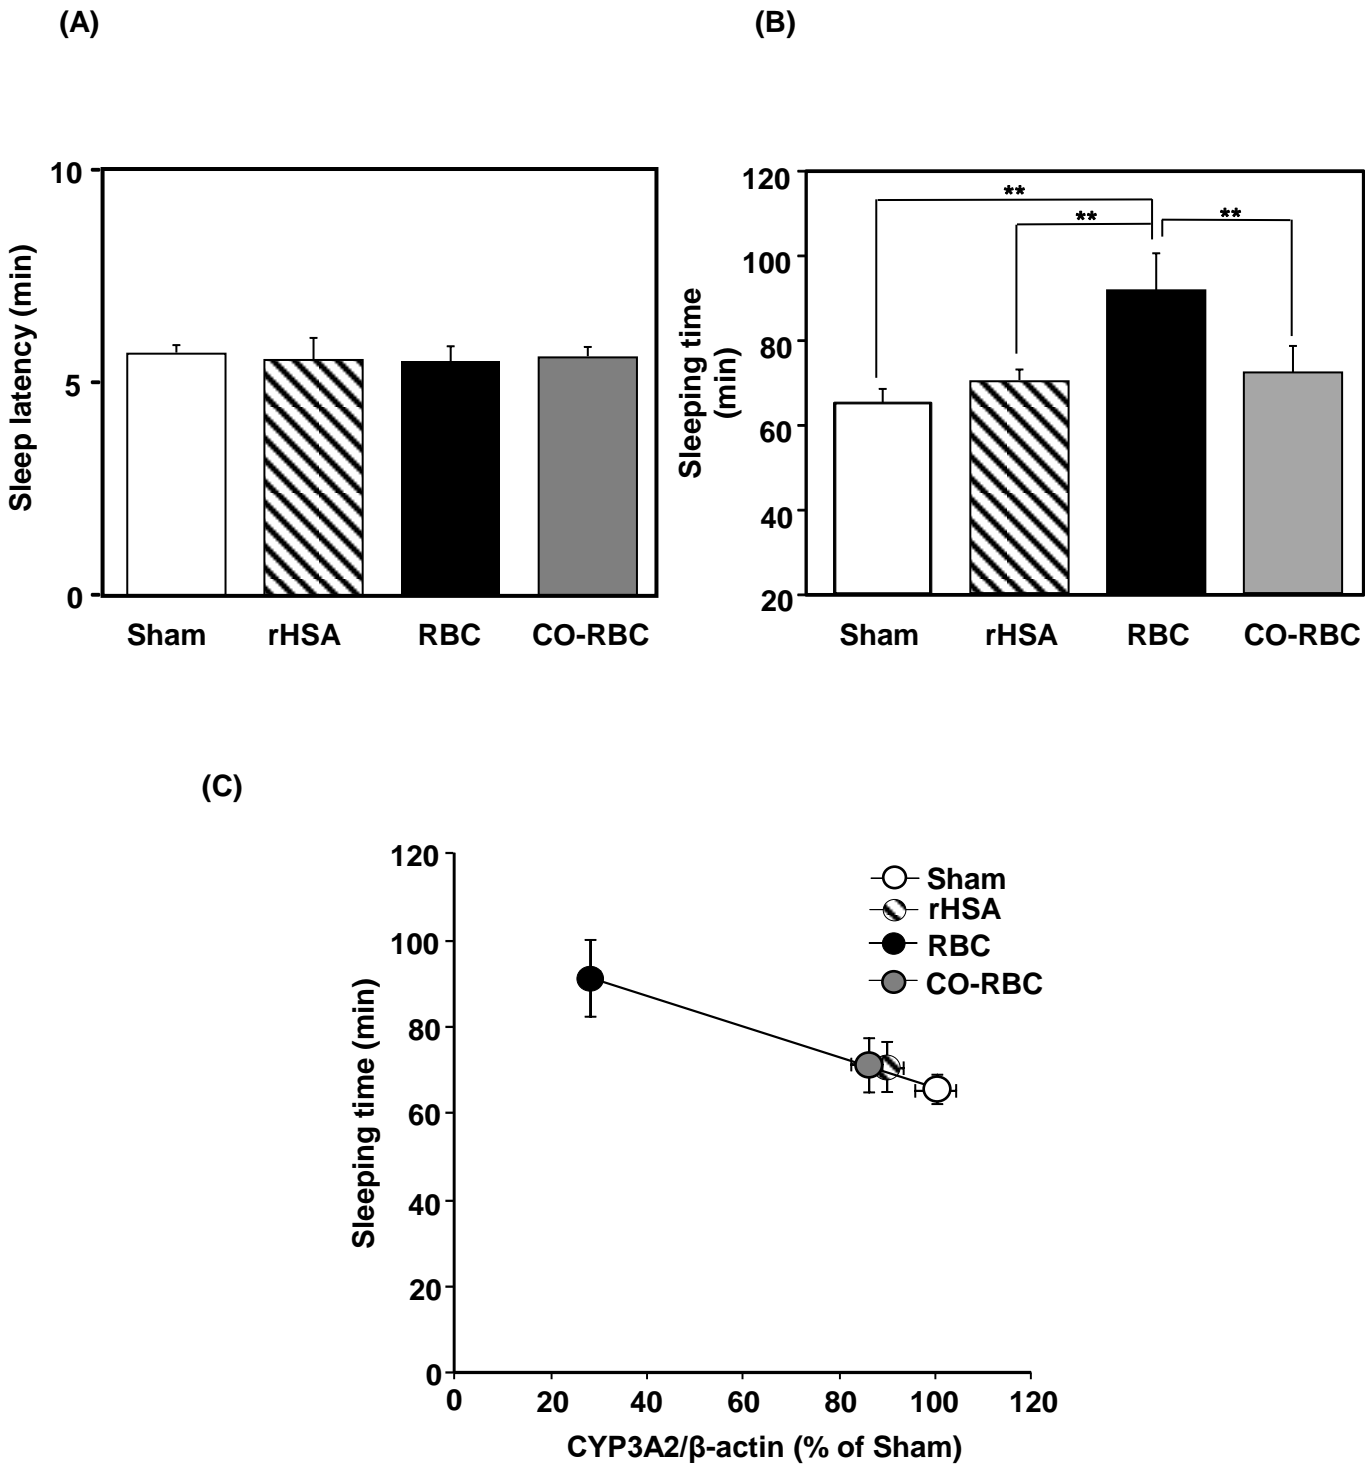 (A)
(B)
10
5
0
Sleep latency (min)
Sham rHSA RBC CO-RBC
120
100
80
60
40
20
Sleeping time
(min)
**
**
**
Sham rHSA RBC CO-RBC
(C)
120
100
80
60
40
20
0
Sleeping time (min)
Sham
rHSA
RBC
CO-RBC
0 20 40 60 80 100 120
CYP3A2/β-actin (% of Sham)